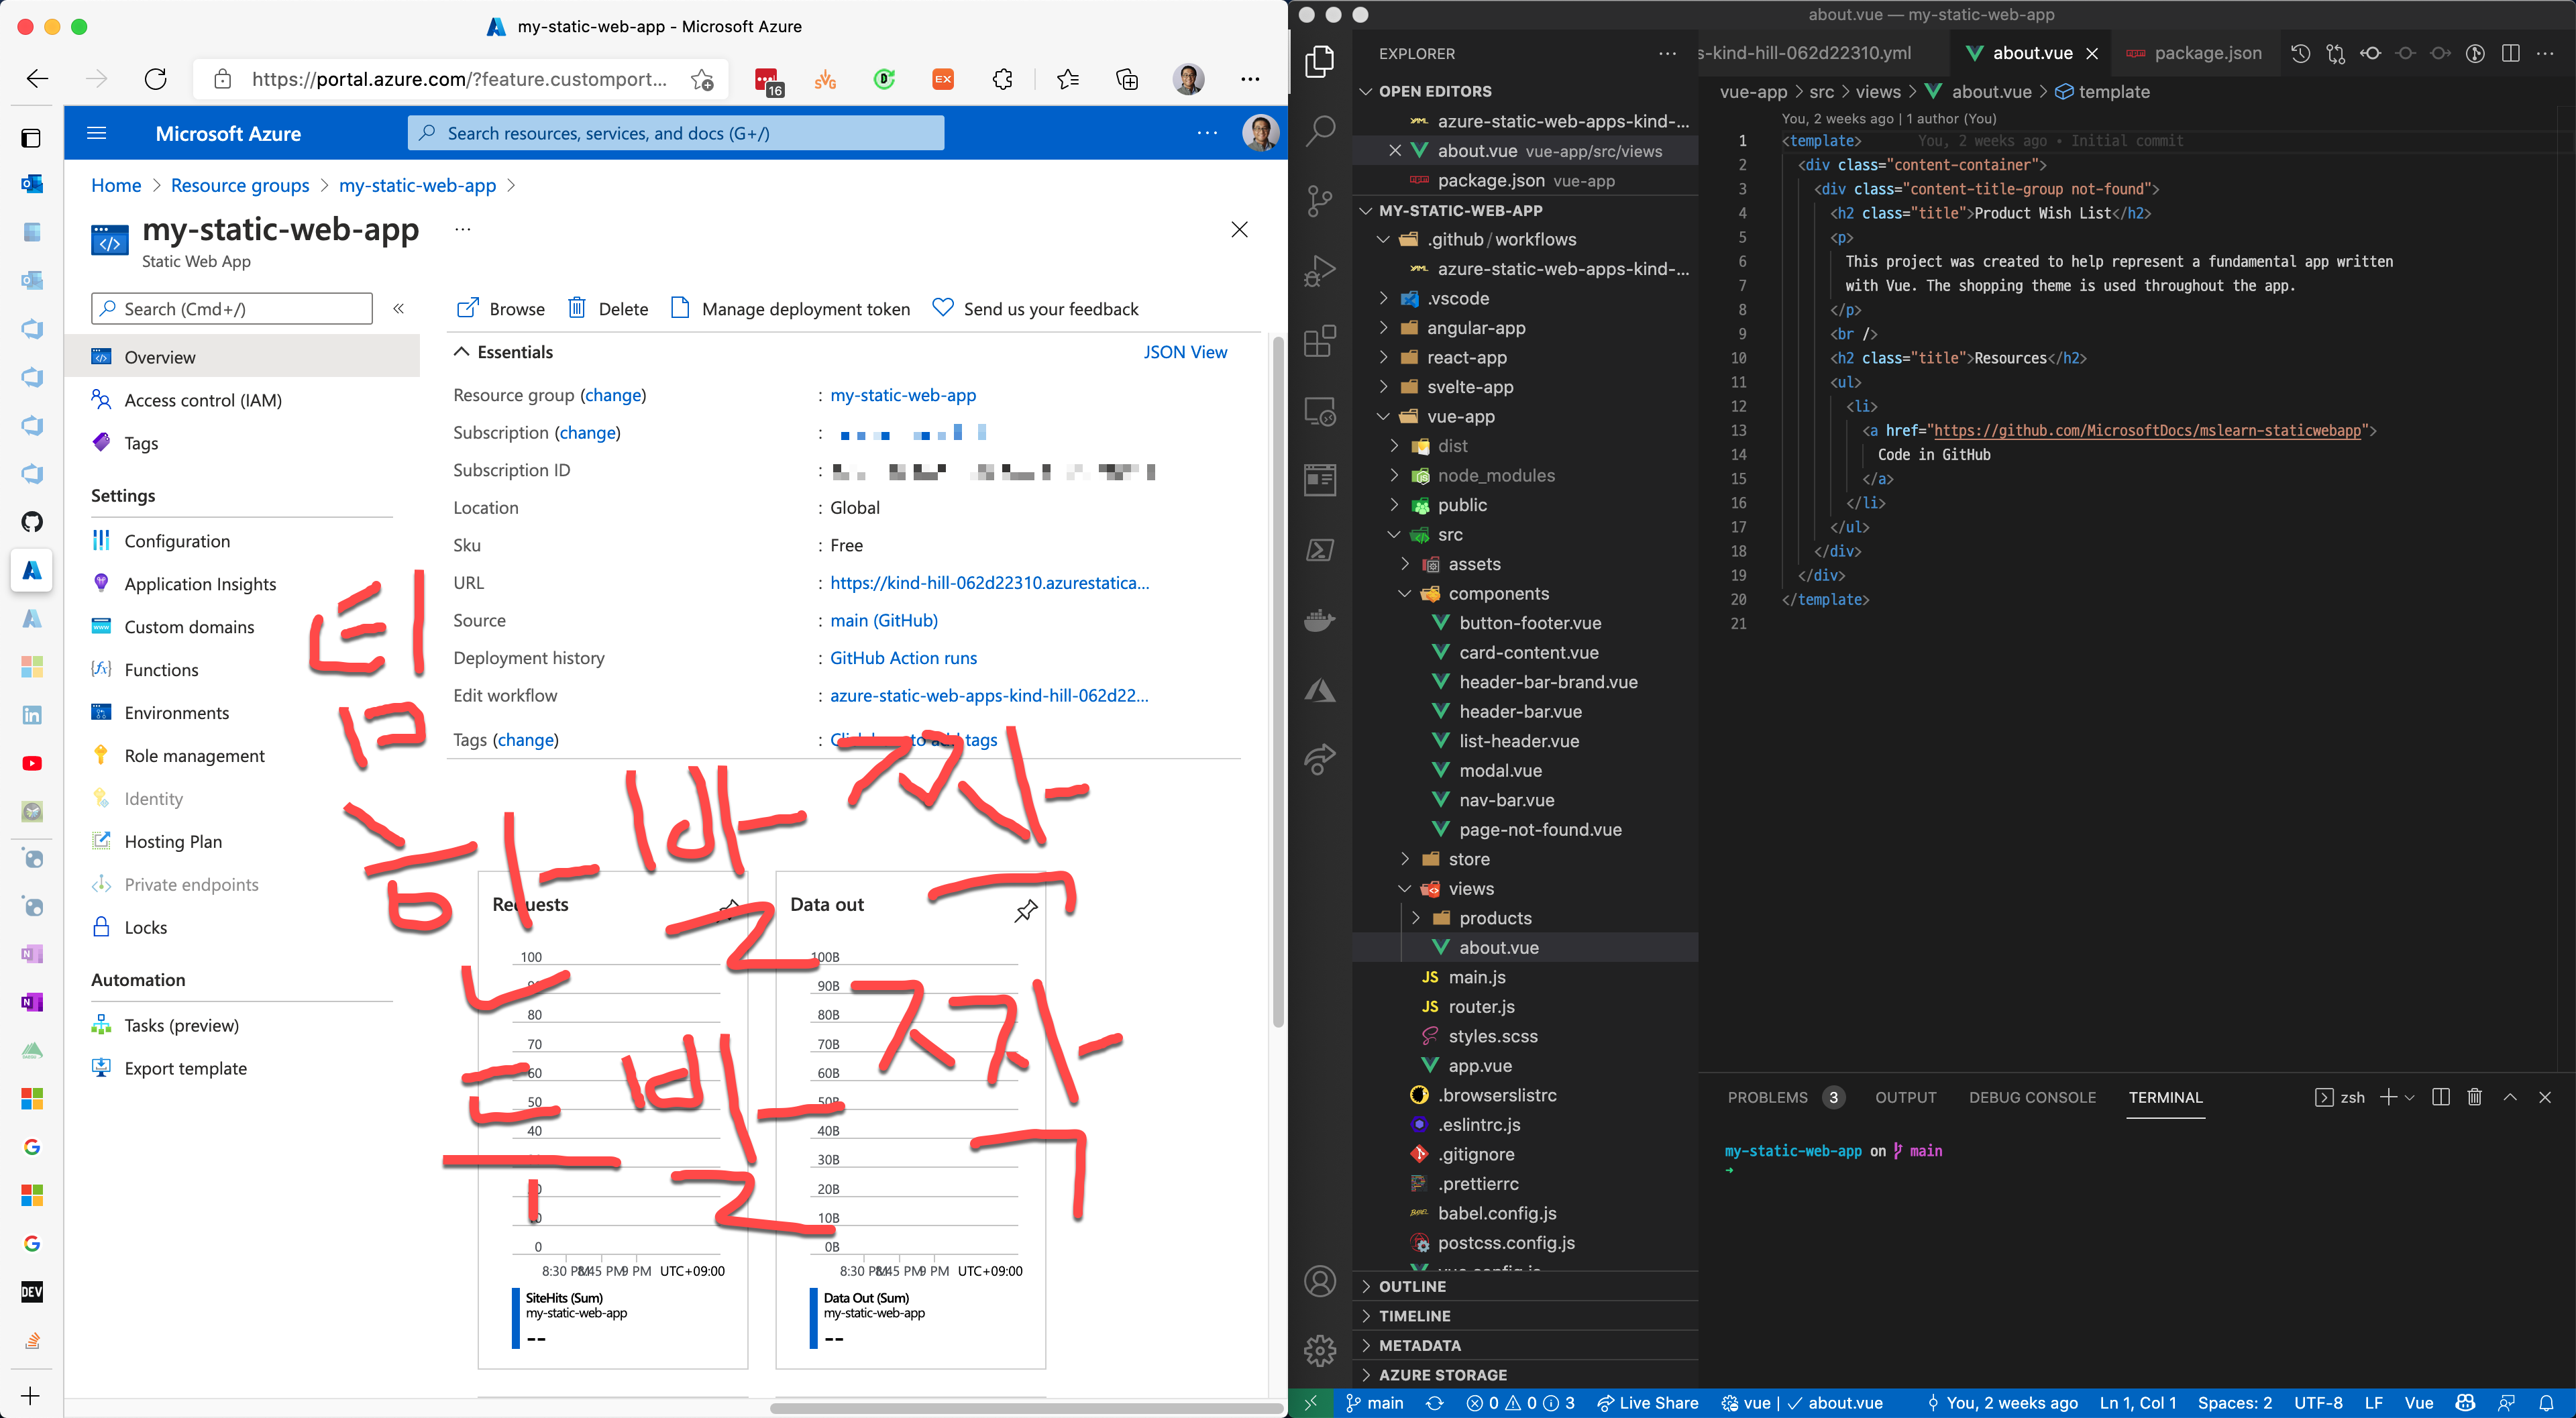 my-static-web-app - Microsoft Azure
https://portal.azure.com/?feature.customport...
16
EX
Microsoft Azure
Search resources, services, and docs (G+/)
Home > Resource groups > my-static-web-app >
my-static-web-app
Static Web App
Search (Cmd+/)
Overview
Access control (IAM)
Tags
Settings
Configuration
Application Insights
Custom domains
Functions
Environments
Role management
Identity
Hosting Plan
Private endpoints
Locks
Automation
Tasks (preview)
Export template
Browse
Delete
Manage deployment token
Send us your feedback
Essentials
JSON View
Resource group (change) : my-static-web-app
Subscription (change) :
Subscription ID :
Location : Global
Sku : Free
URL : https://kind-hill-062d22310.azurestatica...
Source : main (GitHub)
Deployment history : GitHub Action runs
Edit workflow : azure-static-web-apps-kind-hill-062d22...
Tags (change) : to add tags
팀
한 발짝
두 발짝
Requests
100
80
70
60
50
40
0
8:30 PM 8:45 PM 9 PM UTC+09:00
SiteHits (Sum)
my-static-web-app
--
Data out
100B
90B
80B
70B
60B
50B
40B
30B
20B
10B
0B
8:30 PM 8:45 PM 9 PM UTC+09:00
Data Out (Sum)
my-static-web-app
--
about.vue — my-static-web-app
EXPLORER
OPEN EDITORS
azure-static-web-apps-kind-...
about.vue vue-app/src/views
package.json vue-app
MY-STATIC-WEB-APP
.github/workflows
azure-static-web-apps-kind-...
.vscode
angular-app
react-app
svelte-app
vue-app
dist
node_modules
public
src
assets
components
button-footer.vue
card-content.vue
header-bar-brand.vue
header-bar.vue
list-header.vue
modal.vue
nav-bar.vue
page-not-found.vue
store
views
products
about.vue
main.js
router.js
styles.scss
app.vue
.browserslistrc
.eslintrc.js
.gitignore
.prettierrc
babel.config.js
postcss.config.js
vue.config.js
OUTLINE
TIMELINE
METADATA
AZURE STORAGE
s-kind-hill-062d22310.yml
about.vue
package.json
vue-app > src > views > about.vue > template
You, 2 weeks ago | 1 author (You)
1 <template> You, 2 weeks ago • Initial commit
2 <div class="content-container">
3 <div class="content-title-group not-found">
4 <h2 class="title">Product Wish List</h2>
5 <p>
6 This project was created to help represent a fundamental app written
7 with Vue. The shopping theme is used throughout the app.
8 </p>
9 <br />
10 <h2 class="title">Resources</h2>
11 <ul>
12 <li>
13 <a href="https://github.com/MicrosoftDocs/mslearn-staticwebapp">
14 Code in GitHub
15 </a>
16 </li>
17 </ul>
18 </div>
19 </div>
20 </template>
21
PROBLEMS 3 OUTPUT DEBUG CONSOLE TERMINAL
zsh
my-static-web-app on main
➜
main
0 0 3
Live Share
vue | ✓ about.vue
You, 2 weeks ago
Ln 1, Col 1
Spaces: 2
UTF-8
LF
Vue
DEV